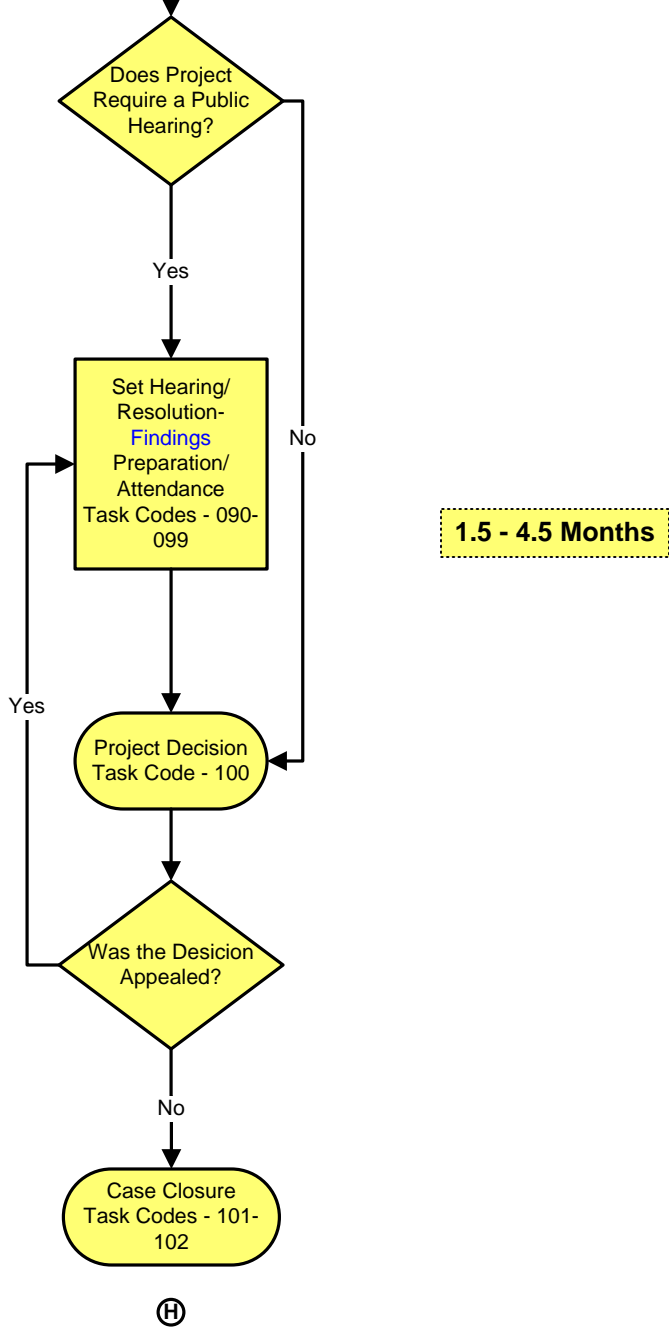 Does Project
Require a Public
Hearing?
Yes
Set Hearing/
Resolution-
Findings
Preparation/
Attendance
Task Codes - 090-
099
No
1.5 - 4.5 Months
Yes
Project Decision
Task Code - 100
Was the Desicion
Appealed?
No
Case Closure
Task Codes - 101-
102
H